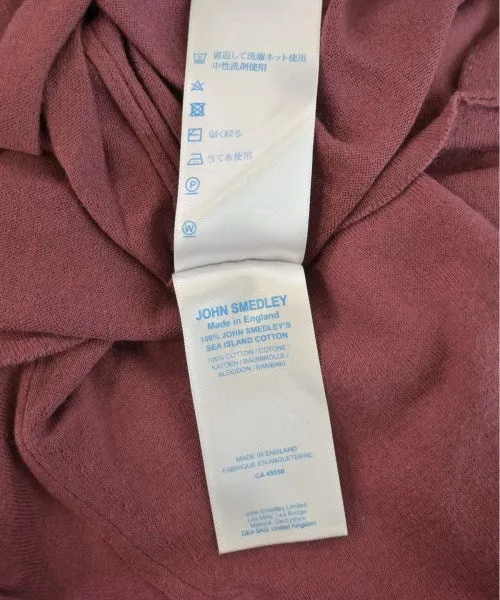 裏返して洗濯ネット使用
中性洗剤使用
弱く絞る
当て布使用
P
W
JOHN SMEDLEY
Made in England
100% JOHN SMEDLEY'S
SEA ISLAND COTTON
100% COTTON / COTONE /
KATOEN / BAUMWOLLE /
ALGODON / BAMBAKI
MADE IN ENGLAND
FABRIQUE EN ANGLETERRE
CA 45550
John Smedley Limited
Lea Mills, Lea Bridge
Matlock, Derbyshire
DE4 5AG, United Kingdom